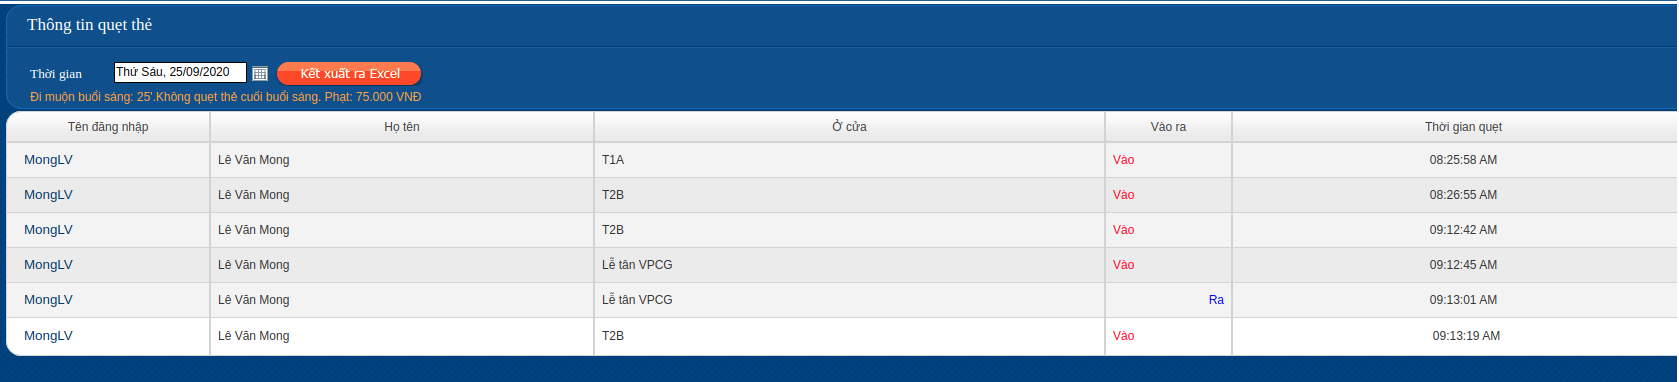 Thông tin quẹt thẻ
Thời gian Thứ Sáu, 25/09/2020 Kết xuất ra Excel
Đi muộn buổi sáng: 25'.Không quẹt thẻ cuối buổi sáng. Phạt: 75.000 VNĐ
Tên đăng nhập Họ tên Ở cửa Vào ra Thời gian quẹt
MongLV Lê Văn Mong T1A Vào 08:25:58 AM
MongLV Lê Văn Mong T2B Vào 08:26:55 AM
MongLV Lê Văn Mong T2B Vào 09:12:42 AM
MongLV Lê Văn Mong Lễ tân VPCG Vào 09:12:45 AM
MongLV Lê Văn Mong Lễ tân VPCG Ra 09:13:01 AM
MongLV Lê Văn Mong T2B Vào 09:13:19 AM